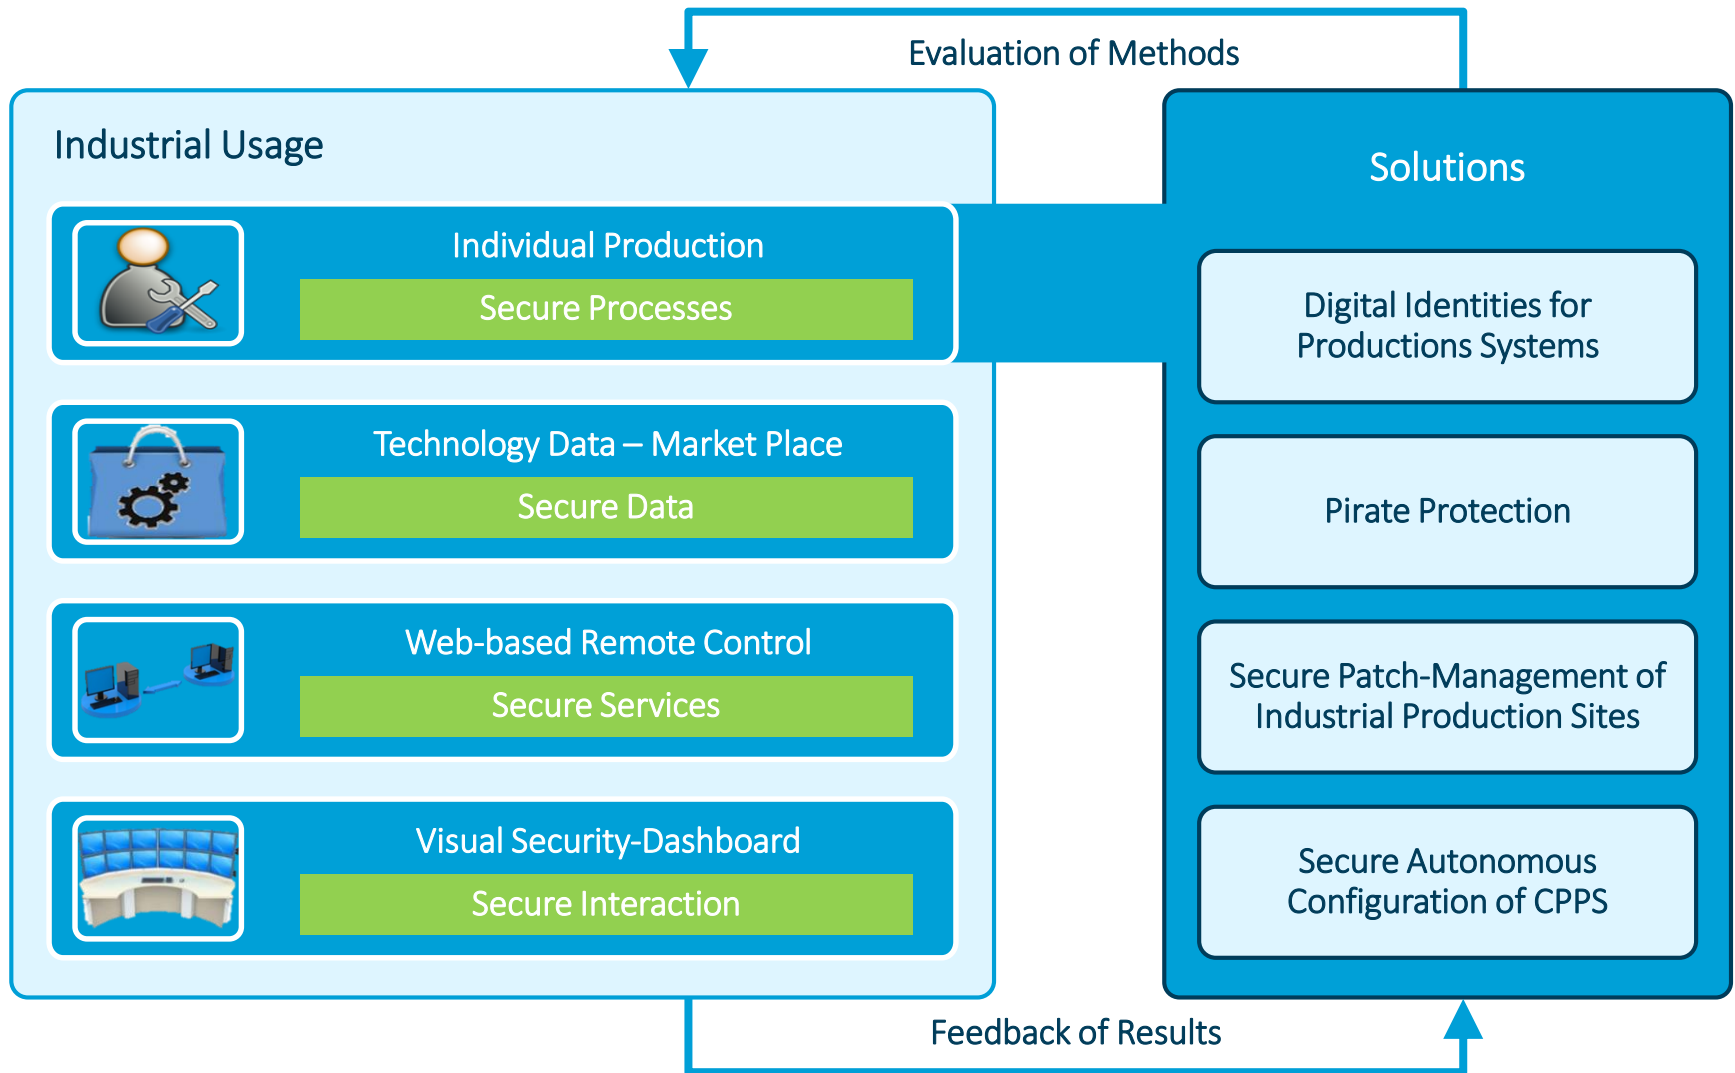 Evaluation of Methods
Industrial Usage
Individual Production
Secure Processes
Technology Data – Market Place
Secure Data
Web-based Remote Control
Secure Services
Visual Security-Dashboard
Secure Interaction
Solutions
Digital Identities for
Productions Systems
Pirate Protection
Secure Patch-Management of
Industrial Production Sites
Secure Autonomous
Configuration of CPPS
Feedback of Results